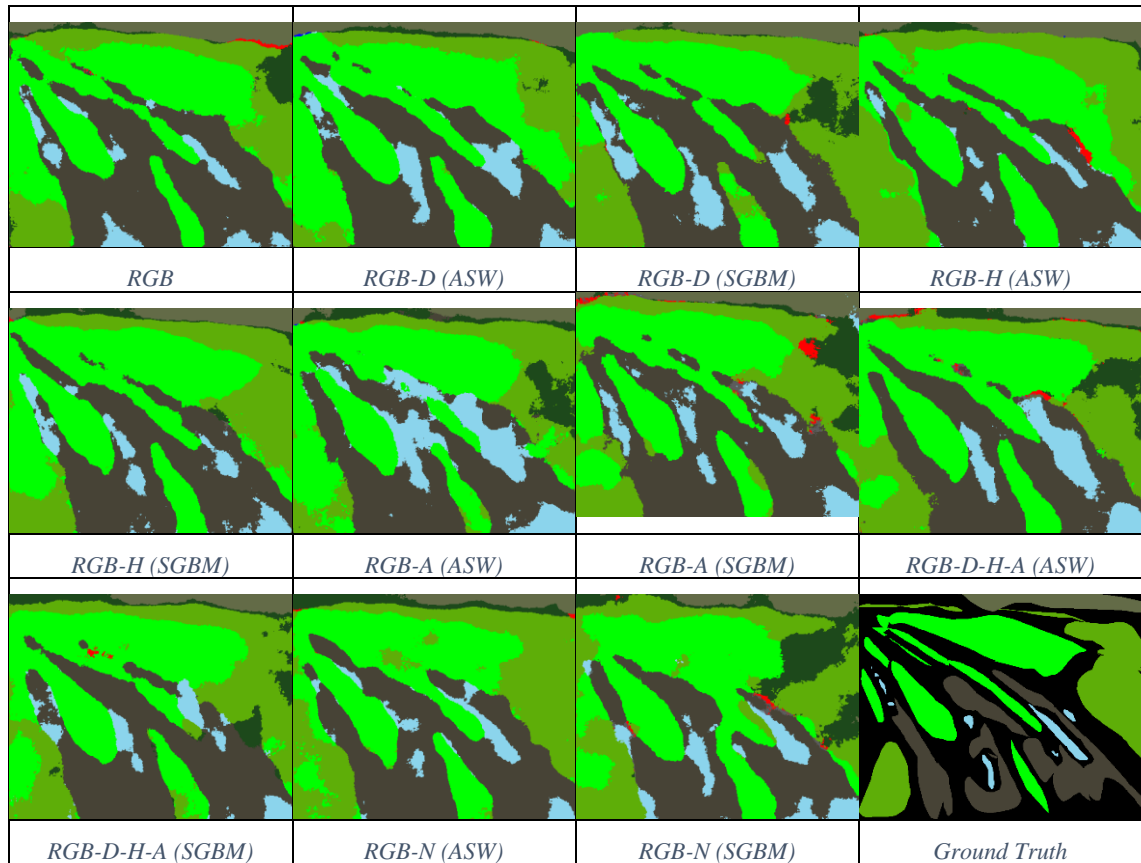 RGB
RGB-D (ASW)
RGB-D (SGBM)
RGB-H (ASW)
RGB-H (SGBM)
RGB-A (ASW)
RGB-A (SGBM)
RGB-D-H-A (ASW)
RGB-D-H-A (SGBM)
RGB-N (ASW)
RGB-N (SGBM)
Ground Truth